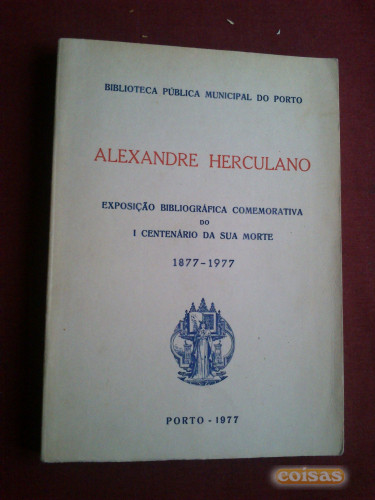 BIBLIOTECA PÚBLICA MUNICIPAL DO PORTO
ALEXANDRE HERCULANO
EXPOSIÇÃO BIBLIOGRÁFICA COMEMORATIVA
DO
I CENTENÁRIO DA SUA MORTE
1877-1977
PORTO - 1977
coisas